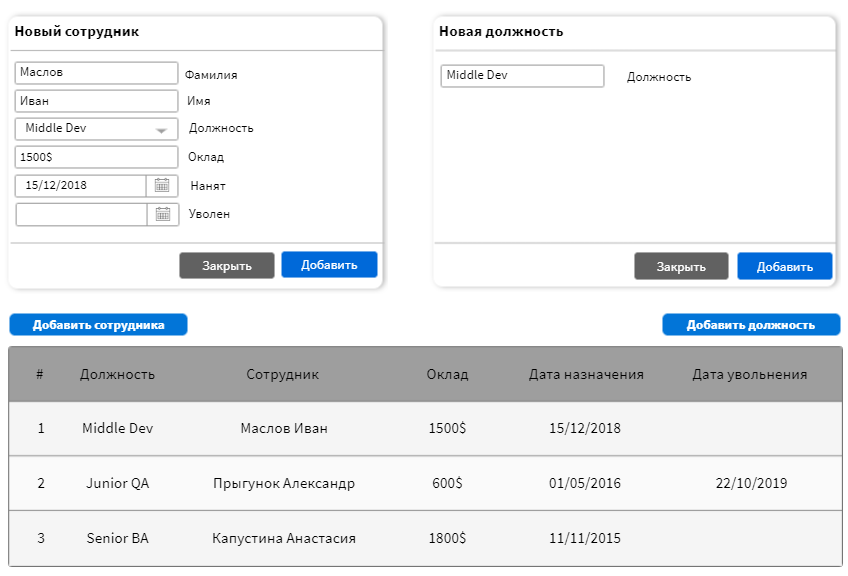 Новый сотрудник
Маслов Фамилия
Иван Имя
Middle Dev Должность
1500$ Оклад
15/12/2018 Нанят
Уволен
Закрыть Добавить
Новая должность
Middle Dev Должность
Закрыть Добавить
Добавить сотрудника Добавить должность
# Должность Сотрудник Оклад Дата назначения Дата увольнения
1 Middle Dev Маслов Иван 1500$ 15/12/2018
2 Junior QA Прыгунок Александр 600$ 01/05/2016 22/10/2019
3 Senior BA Капустина Анастасия 1800$ 11/11/2015